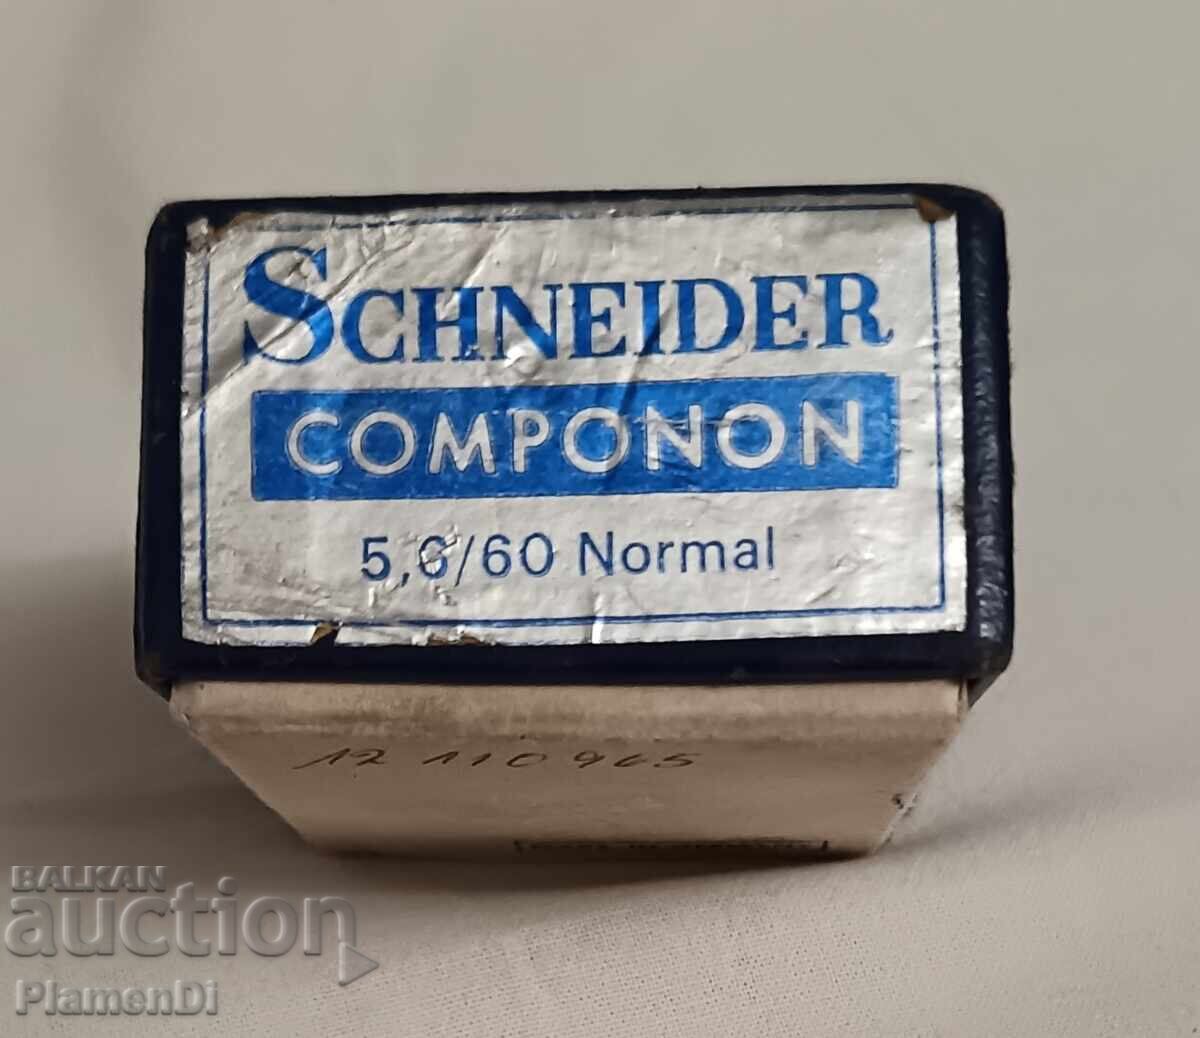 SCHNEIDER
COMPONON
5,6/60 Normal
12 110 965
BALKAN
auction
PlamenDi